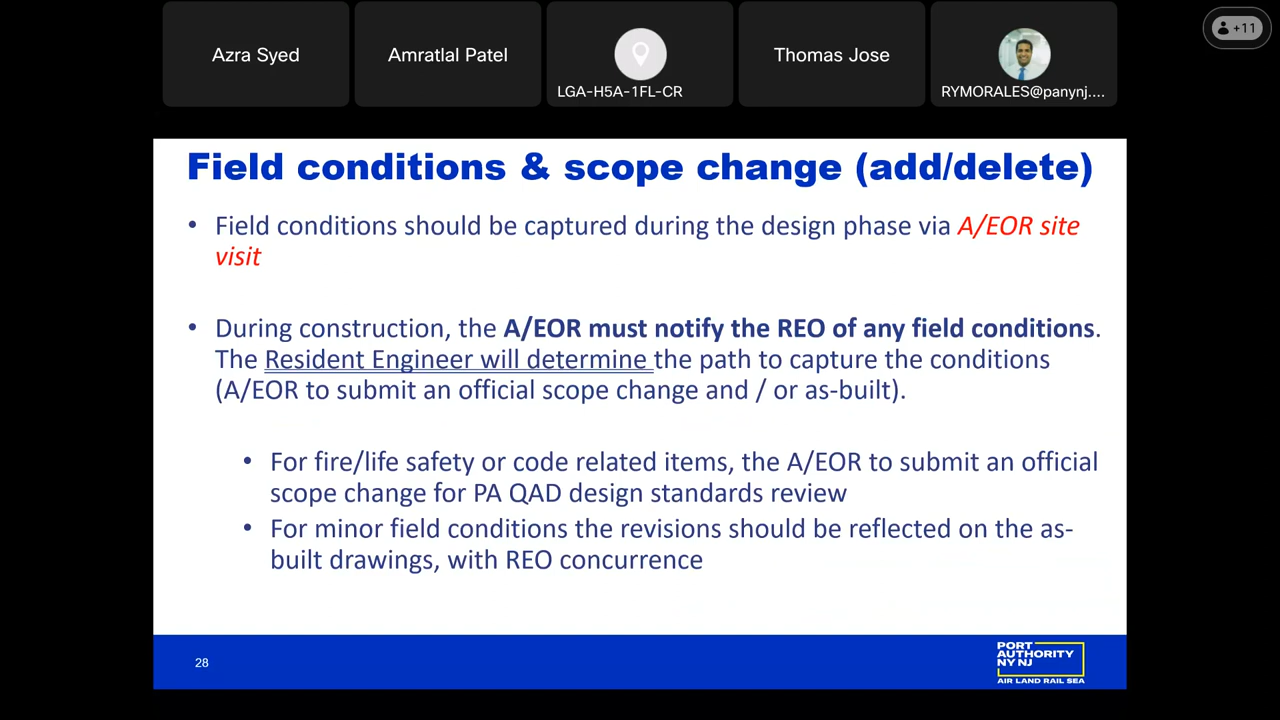 Azra Syed
Amratlal Patel
LGA-H5A-1FL-CR
Thomas Jose
RYMORALES@panynj....
+11
Field conditions & scope change (add/delete)
• Field conditions should be captured during the design phase via A/EOR site
visit
• During construction, the A/EOR must notify the REO of any field conditions.
The Resident Engineer will determine the path to capture the conditions
(A/EOR to submit an official scope change and / or as-built).
• For fire/life safety or code related items, the A/EOR to submit an official
scope change for PA QAD design standards review
• For minor field conditions the revisions should be reflected on the as-
built drawings, with REO concurrence
28
PORT
AUTHORITY
NY NJ
AIR LAND RAIL SEA